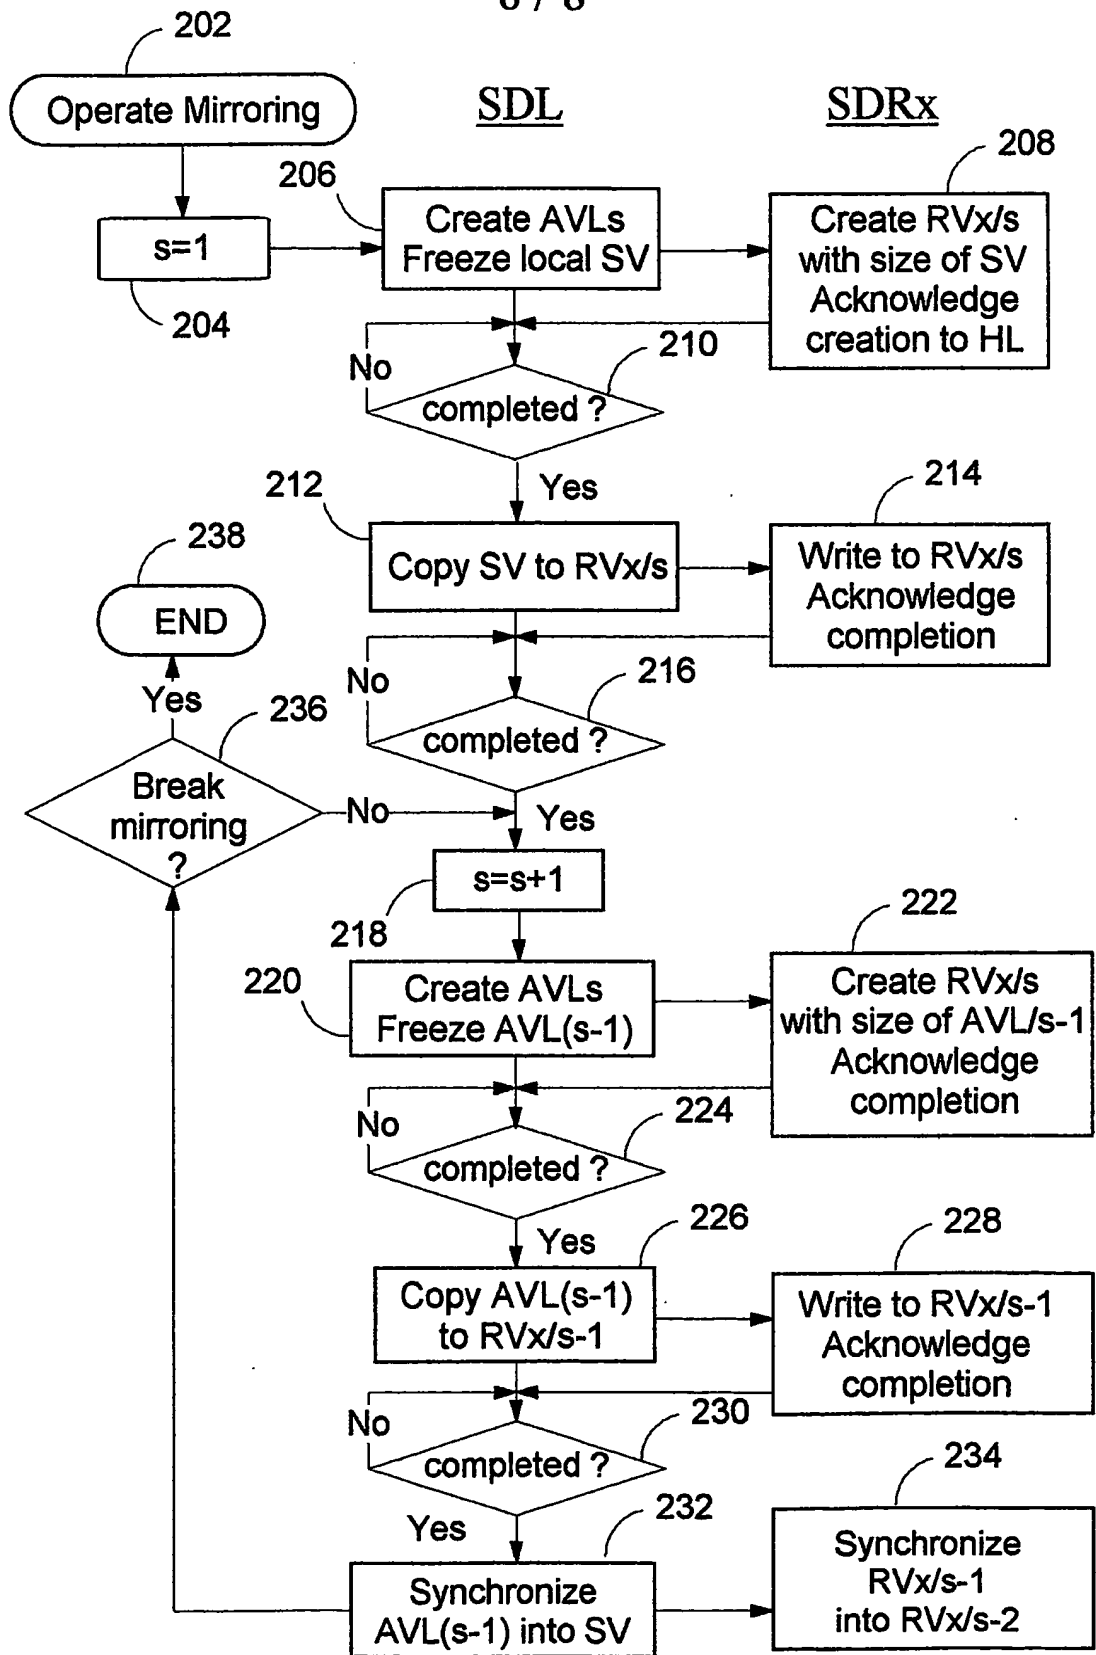 202
Operate Mirroring
SDL
SDRx
206
208
s=1
204
Create AVLs
Freeze local SV
Create RVx/s
with size of SV
Acknowledge
creation to HL
No
210
completed ?
Yes
212
214
Copy SV to RVx/s
Write to RVx/s
Acknowledge
completion
238
END
Yes
236
No
216
completed ?
Break
mirroring
?
No
Yes
s=s+1
218
222
220
Create AVLs
Freeze AVL(s-1)
Create RVx/s
with size of AVL/s-1
Acknowledge
completion
No
224
completed ?
Yes
226
228
Copy AVL(s-1)
to RVx/s-1
Write to RVx/s-1
Acknowledge
completion
No
230
completed ?
Yes
232
234
Synchronize
AVL(s-1) into SV
Synchronize
RVx/s-1
into RVx/s-2